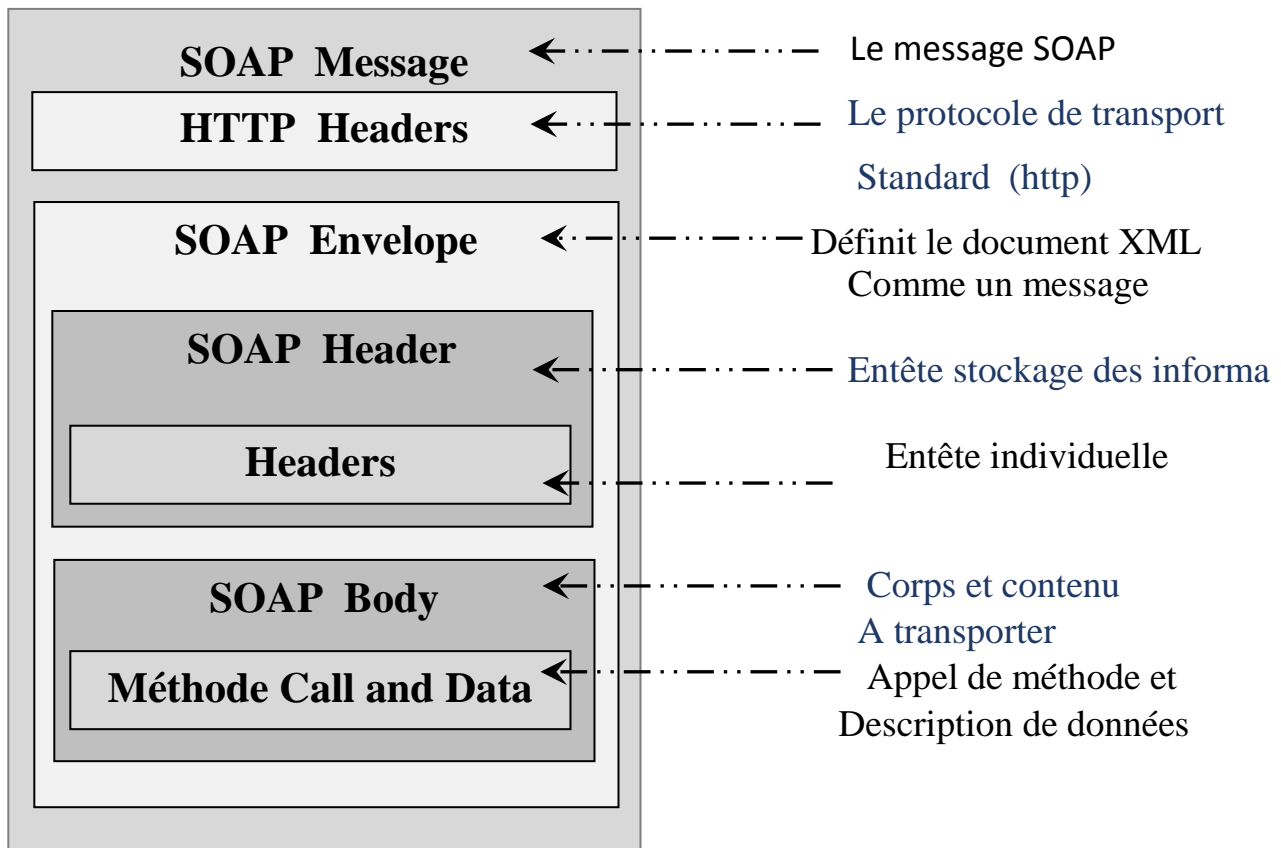 SOAP Message
Le message SOAP
HTTP Headers
Le protocole de transport
Standard (http)
SOAP Envelope
Définit le document XML
Comme un message
SOAP Header
Entête stockage des informa
Headers
Entête individuelle
SOAP Body
Corps et contenu
A transporter
Méthode Call and Data
Appel de méthode et
Description de données